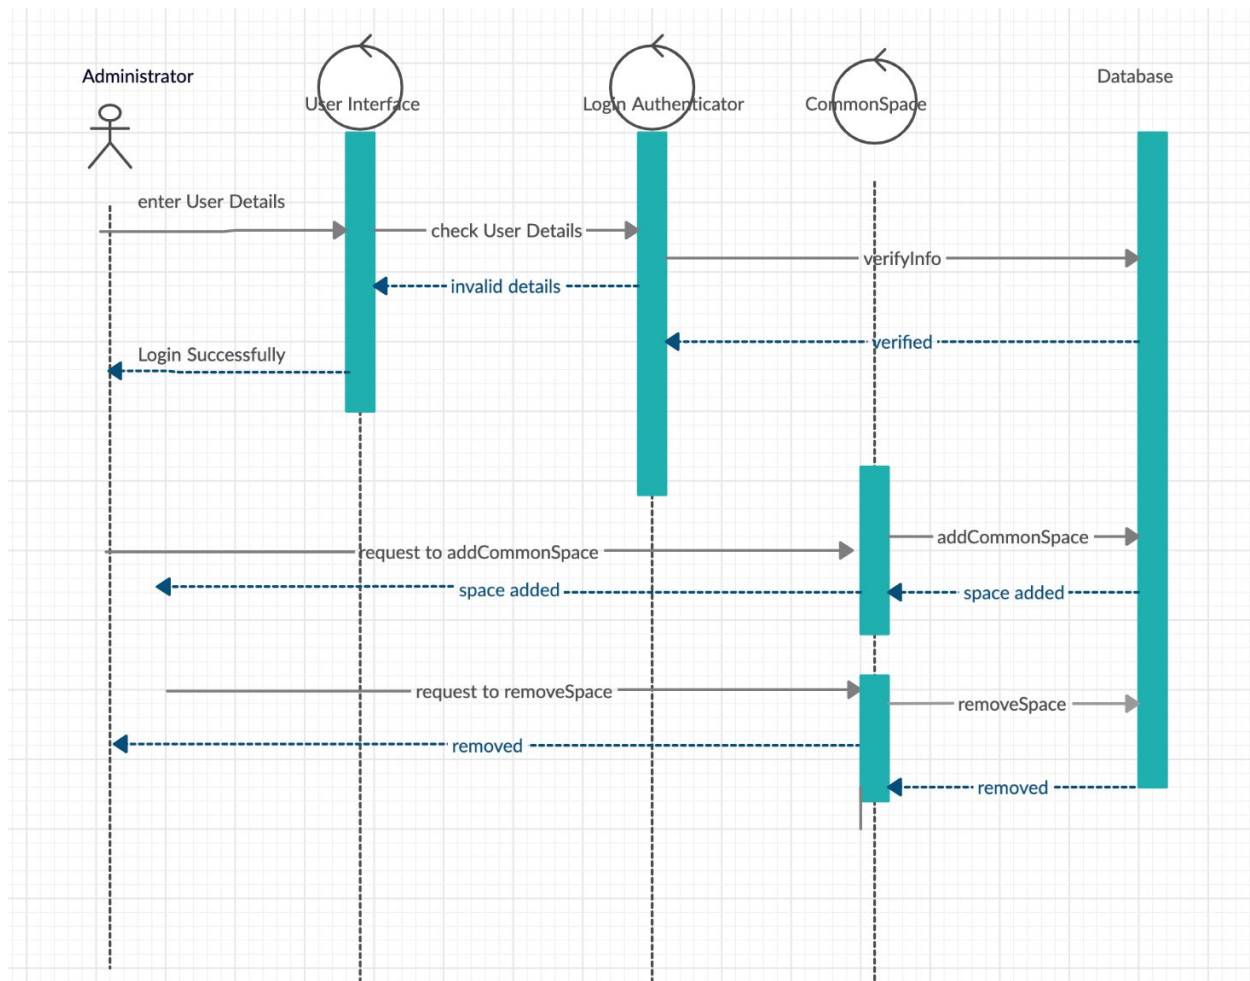 Administrator
User Interface
Login Authenticator
CommonSpace
Database
enter User Details
check User Details
verifyInfo
invalid details
verified
Login Successfully
addCommonSpace
request to addCommonSpace
space added
space added
request to removeSpace
removeSpace
removed
removed